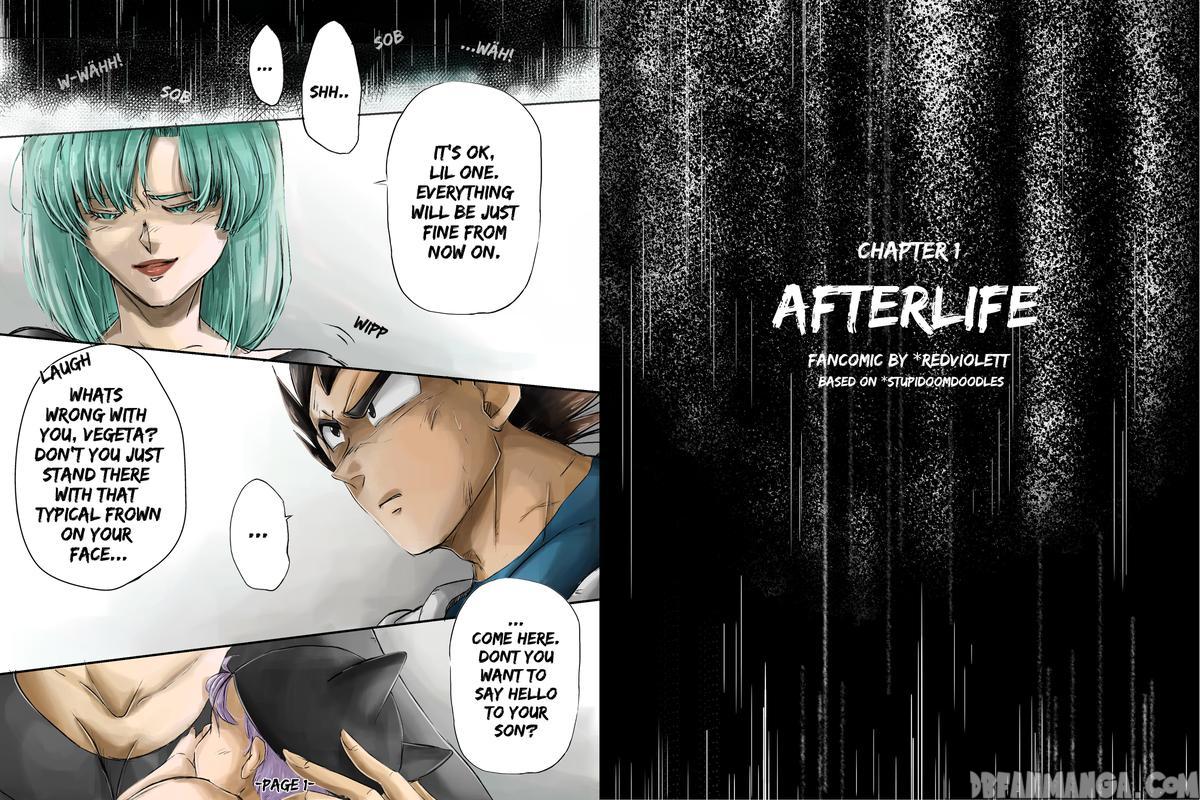 W-WÄHH!
SOB
...
SHH..
SOB
...WÄH!
IT'S OK,
LIL ONE.
EVERYTHING
WILL BE JUST
FINE FROM
NOW ON.
WIPP
LAUGH
WHATS
WRONG WITH
YOU, VEGETA?
DON'T YOU JUST
STAND THERE
WITH THAT
TYPICAL FROWN
ON YOUR
FACE...
...
...
COME HERE.
DONT YOU
WANT TO
SAY HELLO
TO YOUR
SON?
-PAGE 1-
CHAPTER 1
AFTERLIFE
FANCOMIC BY *REDVIOLETT
BASED ON *STUPIDOOMDOODLES
DBFANMANGA.COM